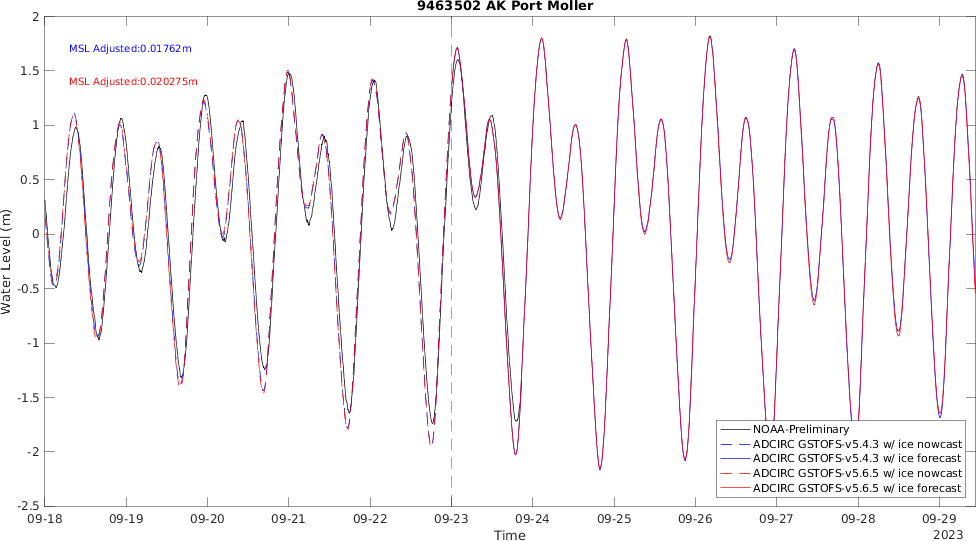 9463502 AK Port Moller
MSL Adjusted:0.01762m
MSL Adjusted:0.020275m
Water Level (m)
2
1.5
1
0.5
0
-0.5
-1
-1.5
-2
-2.5
NOAA-Preliminary
ADCIRC GSTOFS-v5.4.3 w/ ice nowcast
ADCIRC GSTOFS-v5.4.3 w/ ice forecast
ADCIRC GSTOFS-v5.6.5 w/ ice nowcast
ADCIRC GSTOFS-v5.6.5 w/ ice forecast
09-18 09-19 09-20 09-21 09-22 09-23 09-24 09-25 09-26 09-27 09-28 09-29
2023
Time